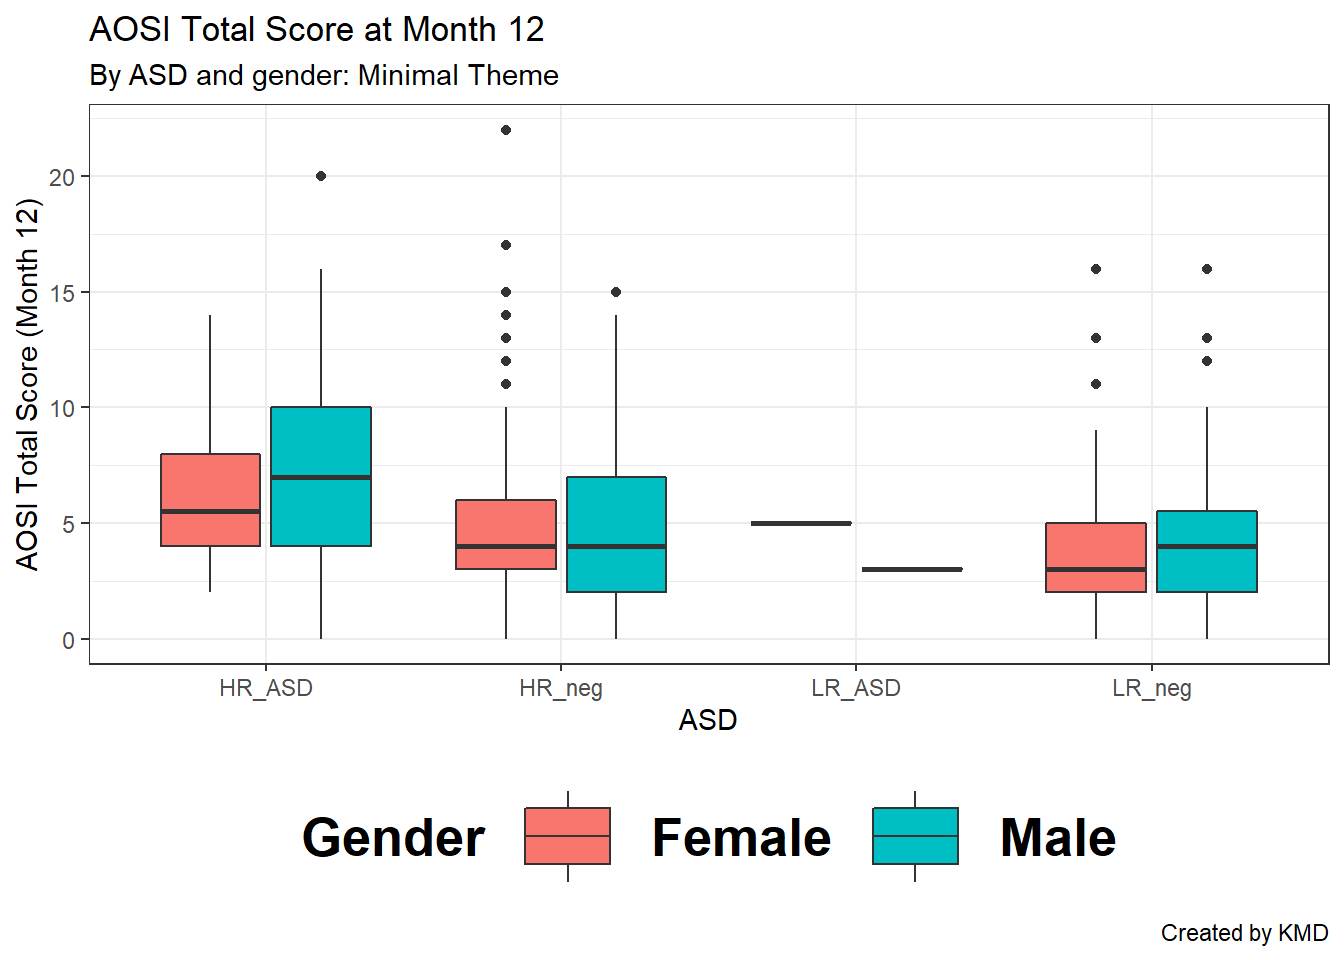 AOSI Total Score at Month 12
By ASD and gender: Minimal Theme
AOSI Total Score (Month 12)
20
15
10
5
0
HR_ASD HR_neg LR_ASD LR_neg
ASD
Gender Female Male
Created by KMD